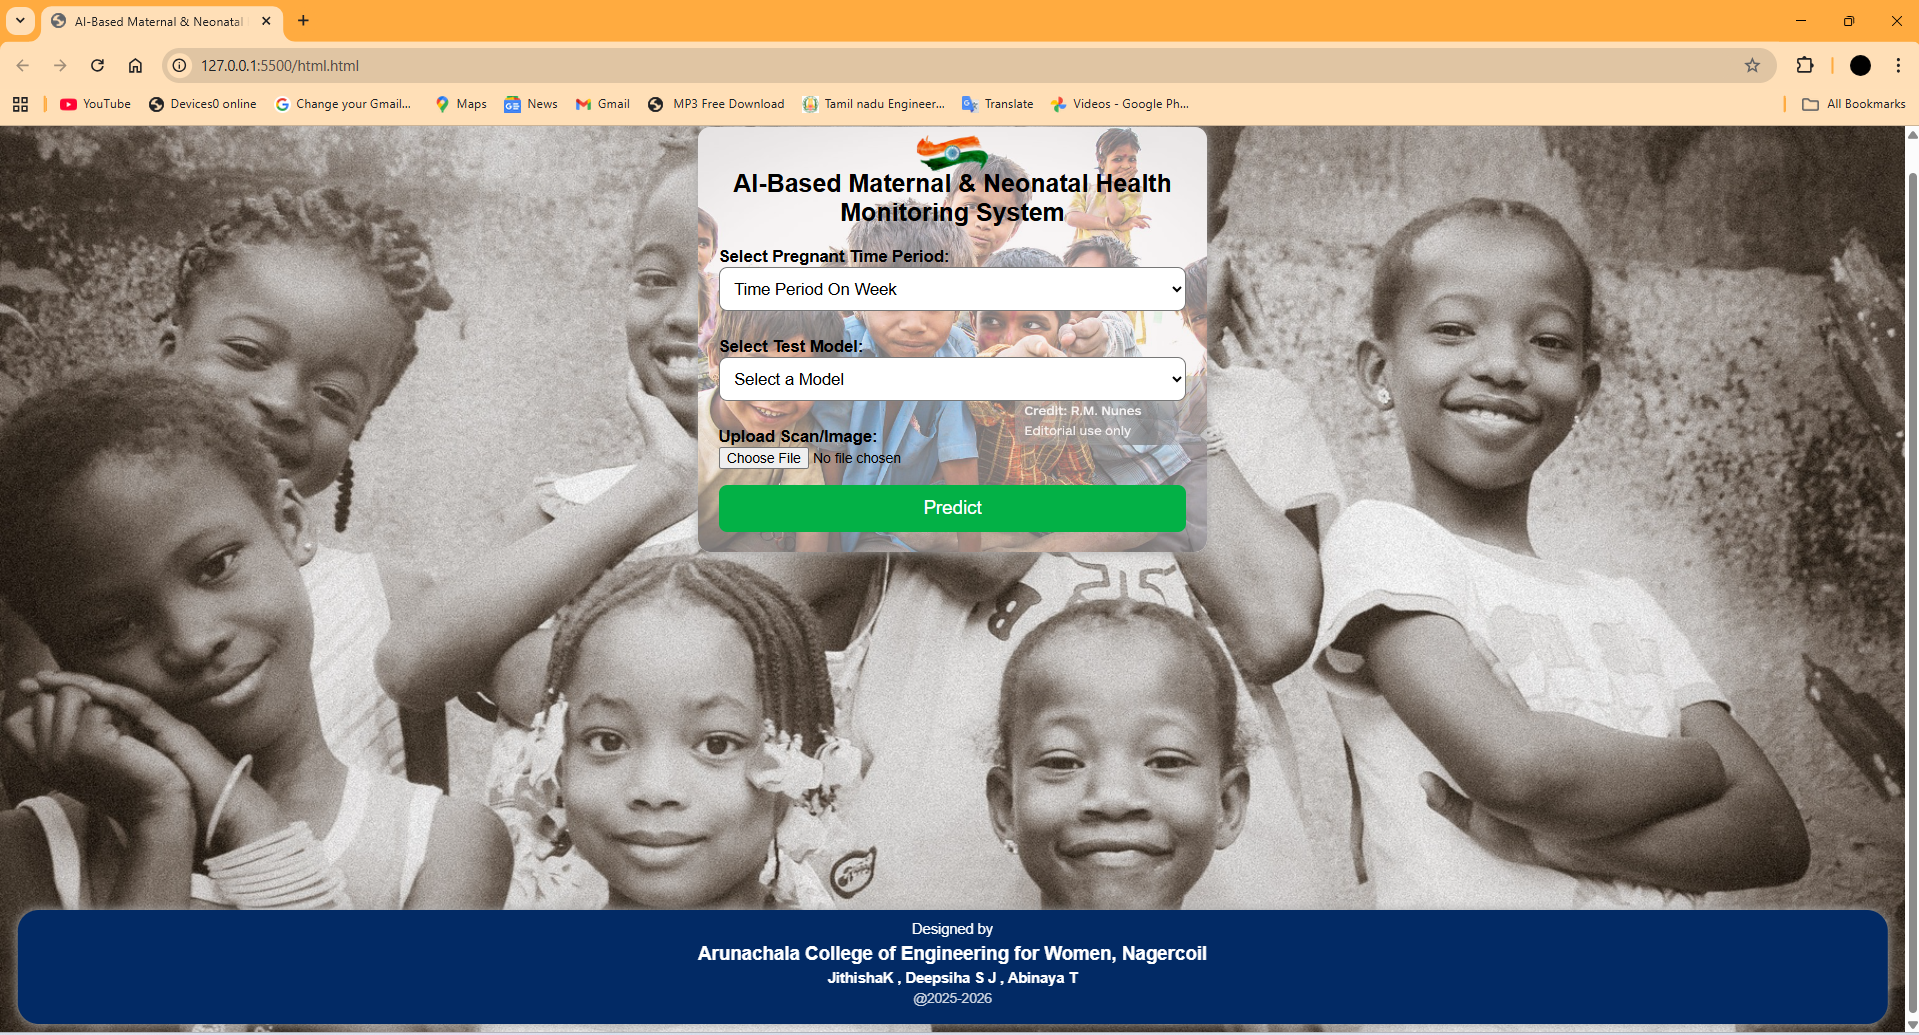 AI-Based Maternal & Neonatal
127.0.0.1:5500/html.html
YouTube Devices0 online Change your Gmail... Maps News Gmail MP3 Free Download Tamil nadu Engineer... Translate Videos - Google Ph... All Bookmarks
AI-Based Maternal & Neonatal Health
Monitoring System
Select Pregnant Time Period:
Time Period On Week
Select Test Model:
Select a Model
Credit: R.M. Nunes
Editorial use only
Upload Scan/Image:
Choose File No file chosen
Predict
Designed by
Arunachala College of Engineering for Women, Nagercoil
JithishaK , Deepsiha S J , Abinaya T
@2025-2026